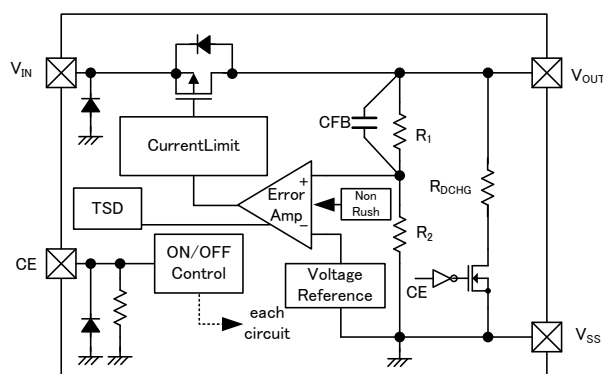 VIN
VOUT
CFB
R1
CurrentLimit
RDCHG
+
Error
Amp
−
Non
Rush
TSD
R2
CE
ON/OFF
Control
Voltage
Reference
CE
each
circuit
VSS